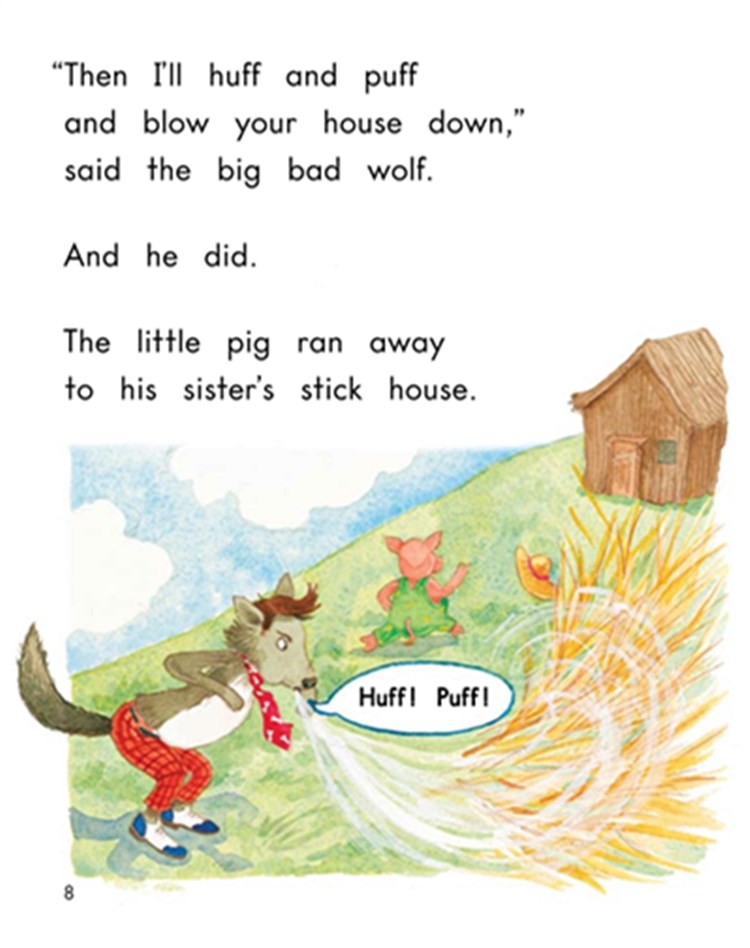 “Then I’ll huff and puff
and blow your house down,”
said the big bad wolf.
And he did.
The little pig ran away
to his sister’s stick house.
Huff! Puff!
8